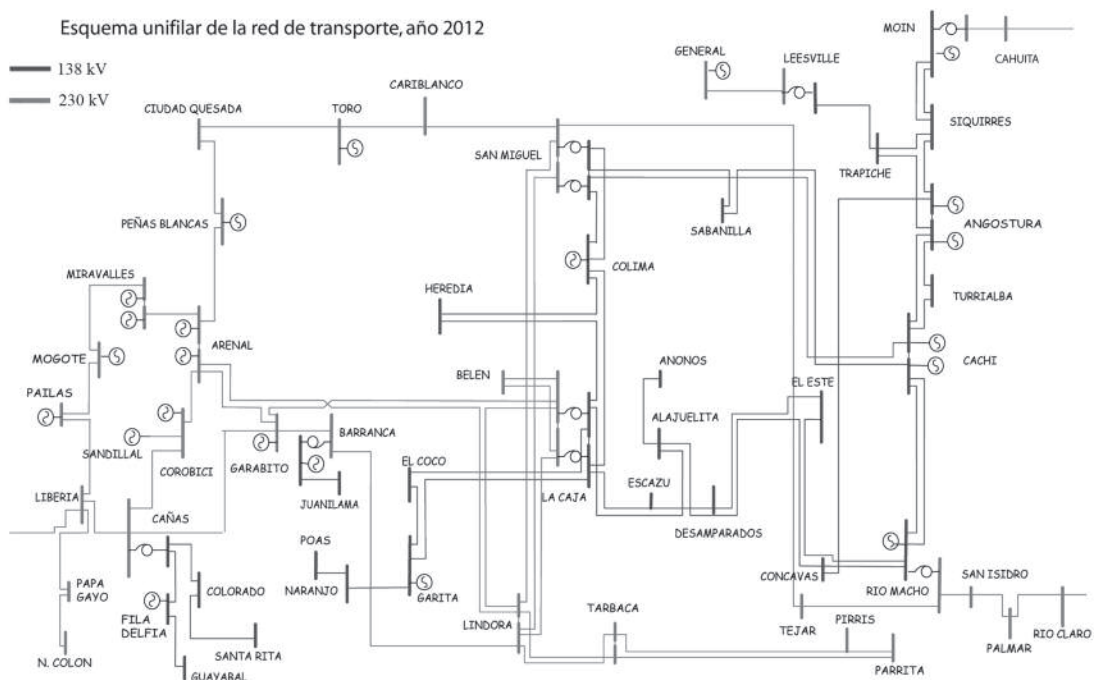 Esquema unifilar de la red de transporte, año 2012
138 kV
230 kV
CIUDAD QUESADA
TORO
CARIBLANCO
SAN MIGUEL
GENERAL
LEESVILLE
MOIN
CAHUITA
SIQUIRRES
TRAPICHE
PEÑAS BLANCAS
SABANILLA
ANGOSTURA
COLIMA
MIRAVALLES
HEREDIA
TURRIALBA
ARENAL
MOGOTE
ANONOS
CACHI
BELEN
EL ESTE
PAILAS
ALAJUELITA
BARRANCA
SANDILLAL
COROBICI
GARABITO
EL COCO
ESCAZU
JUANILAMA
LA CAJA
LIBERIA
CAÑAS
DESAMPARADOS
POAS
PAPA
GAYO
COLORADO
NARANJO
GARITA
CONCAVAS
RIO MACHO
SAN ISIDRO
FILA
DELFIA
LINDORA
TARBACA
TEJAR
PIRRIS
PALMAR
RIO CLARO
N. COLON
SANTA RITA
GUAYABAL
PARRITA